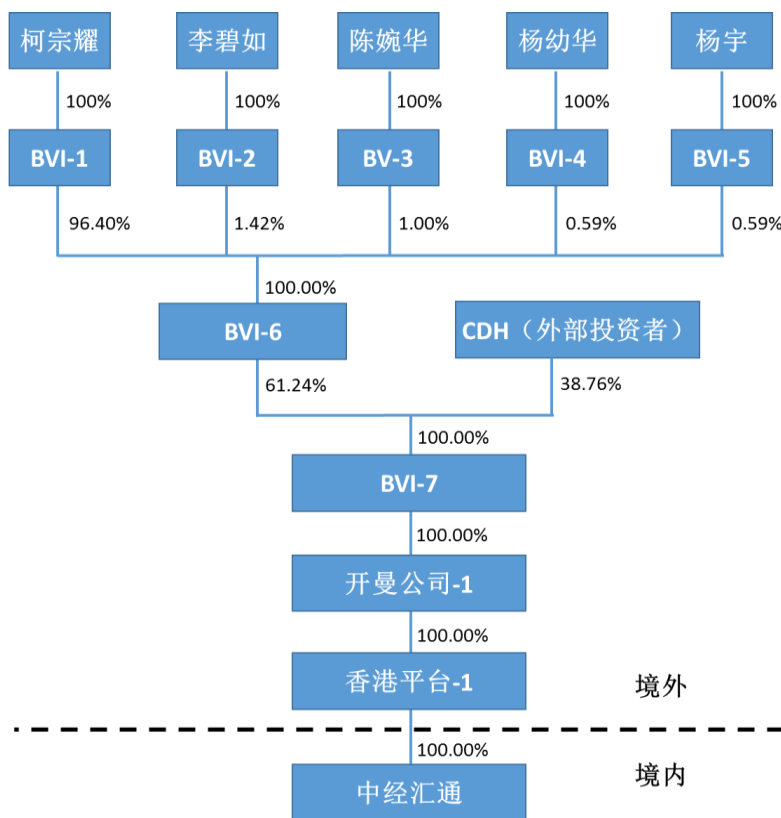 柯宗耀 李碧如 陈婉华 杨幼华 杨宇
100% 100% 100% 100% 100%
BVI-1 BVI-2 BV-3 BVI-4 BVI-5
96.40% 1.42% 1.00% 0.59% 0.59%
100.00%
BVI-6 CDH（外部投资者）
61.24% 38.76%
100.00%
BVI-7
100.00%
开曼公司-1
100.00%
香港平台-1
境外
100.00%
境内
中经汇通